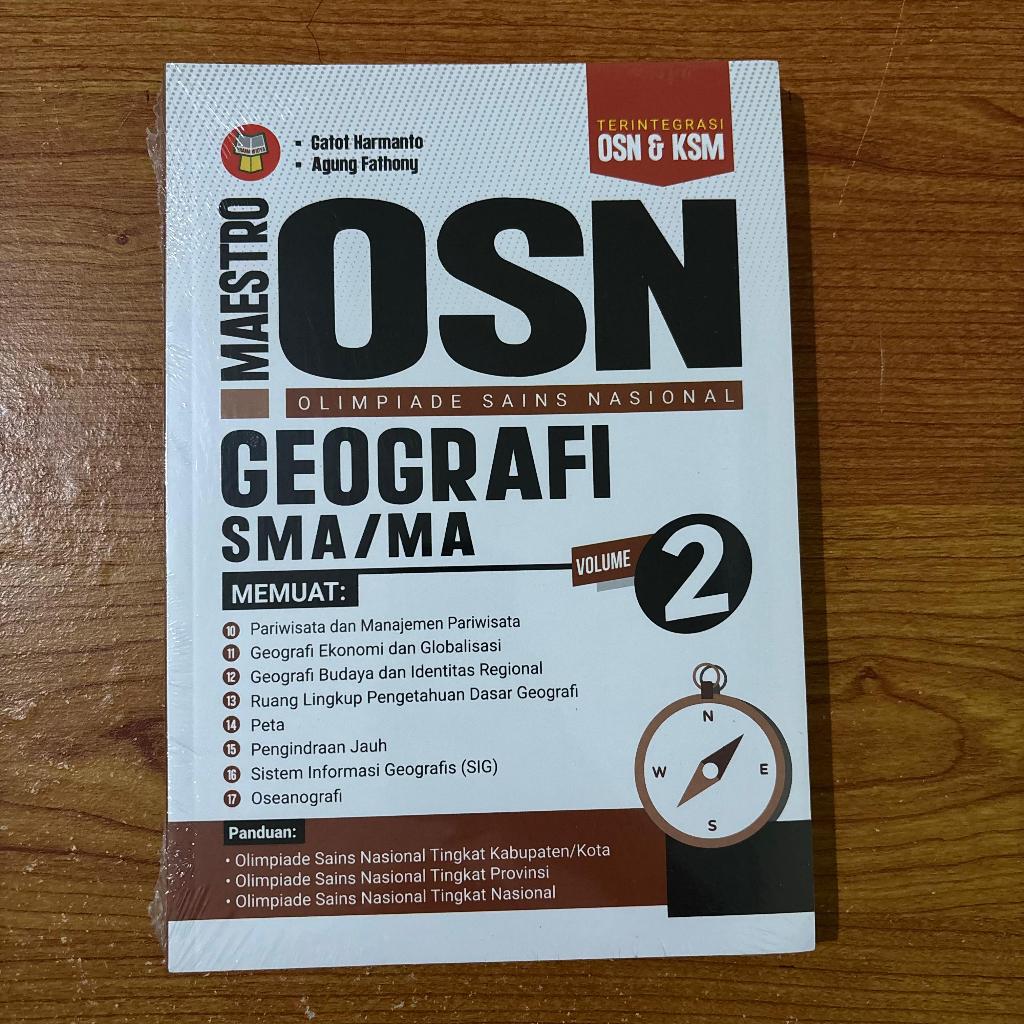 YRAMA WIDYA
• Gatot Harmanto
• Agung Fathony
TERINTEGRASI
OSN & KSM
MAESTRO
OSN
OLIMPIADE SAINS NASIONAL
GEOGRAFI
SMA/MA
VOLUME 2
MEMUAT:
10 Pariwisata dan Manajemen Pariwisata
11 Geografi Ekonomi dan Globalisasi
12 Geografi Budaya dan Identitas Regional
13 Ruang Lingkup Pengetahuan Dasar Geografi
14 Peta
15 Pengindraan Jauh
16 Sistem Informasi Geografis (SIG)
17 Oseanografi
N
W E
S
Panduan:
• Olimpiade Sains Nasional Tingkat Kabupaten/Kota
• Olimpiade Sains Nasional Tingkat Provinsi
• Olimpiade Sains Nasional Tingkat Nasional